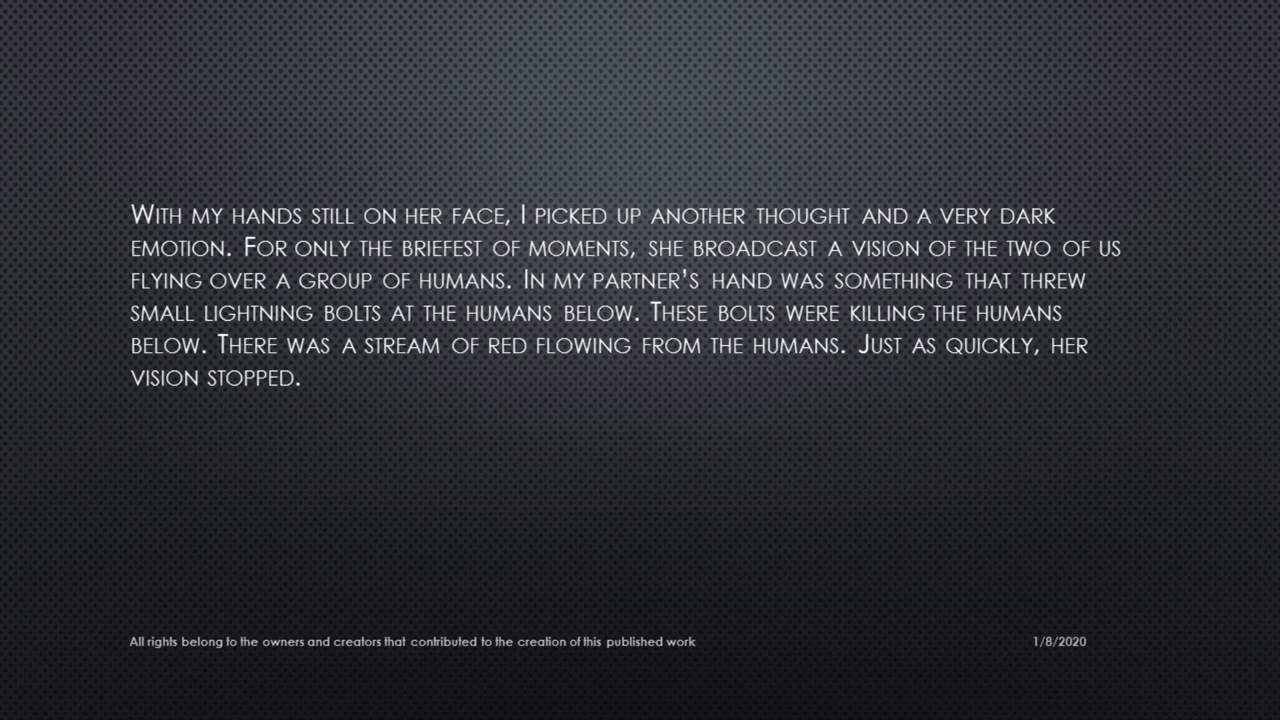 With my hands still on her face, I picked up another thought and a very dark
emotion. For only the briefest of moments, she broadcast a vision of the two of us
flying over a group of humans. In my partner's hand was something that threw
small lightning bolts at the humans below. These bolts were killing the humans
below. There was a stream of red flowing from the humans. Just as quickly, her
vision stopped.
All rights belong to the owners and creators that contributed to the creation of this published work
1/8/2020